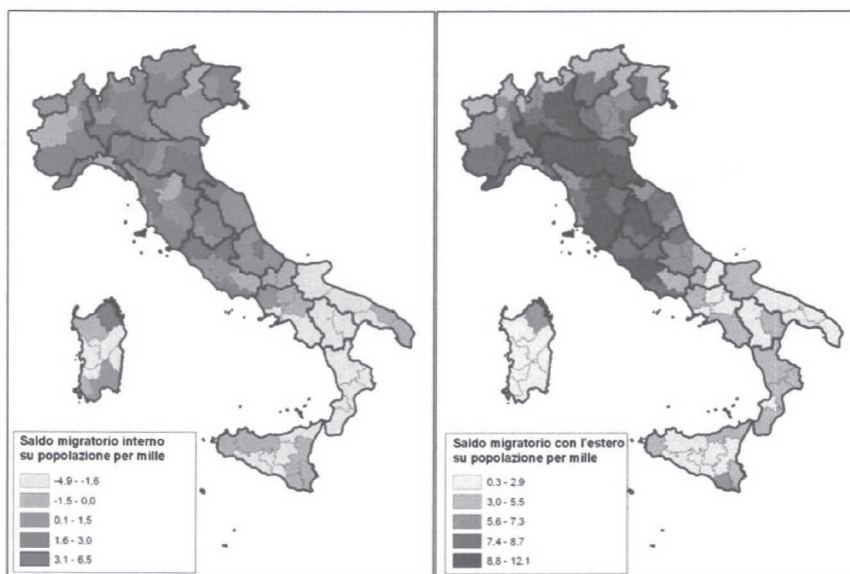 Saldo migratorio interno
su popolazione per mille
-4,9 - -1,6
-1,5 - 0,0
0,1 - 1,5
1,6 - 3,0
3,1 - 6,5
Saldo migratorio con l'estero
su popolazione per mille
0,3 - 2,9
3,0 - 5,5
5,6 - 7,3
7,4 - 8,7
8,8 - 12,1